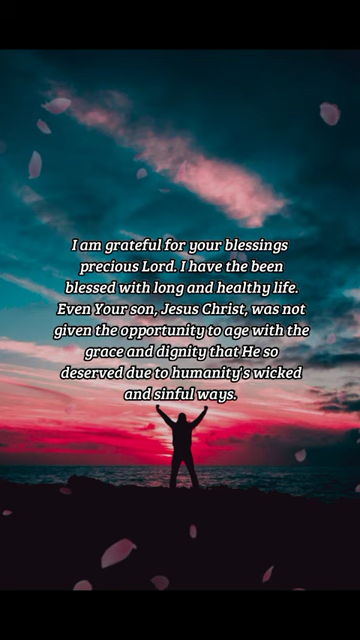 I am grateful for your blessings
precious Lord. I have the been
blessed with long and healthy life.
Even Your son, Jesus Christ, was not
given the opportunity to age with the
grace and dignity that He so
deserved due to humanity's wicked
and sinful ways.